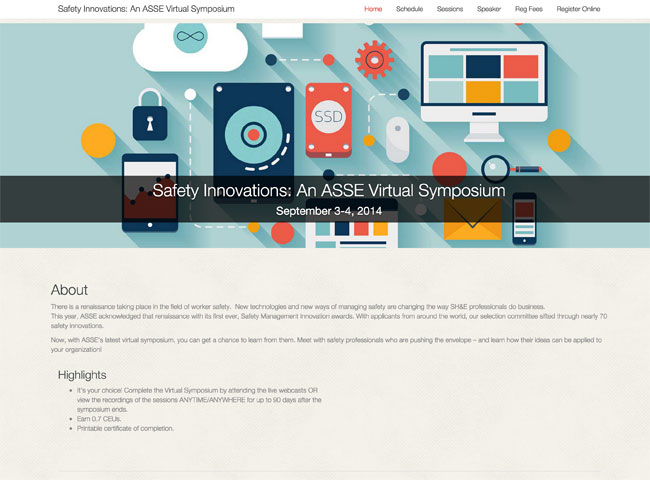 Safety Innovations: An ASSE Virtual Symposium
Home Schedule Sessions Speaker Reg Fees Register Online
SSD
Safety Innovations: An ASSE Virtual Symposium
September 3-4, 2014
About
There is a renaissance taking place in the field of worker safety. New technologies and new ways of managing safety are changing the way SH&E professionals do business.
This year, ASSE acknowledged that renaissance with its first ever, Safety Management Innovation awards. With applicants from around the world, our selection committee sifted through nearly 70
safety innovations.
Now, with ASSE's latest virtual symposium, you can get a chance to learn from them. Meet with safety professionals who are pushing the envelope – and learn how their ideas can be applied to
your organization!
Highlights
• It's your choice! Complete the Virtual Symposium by attending the live webcasts OR
view the recordings of the sessions ANYTIME/ANYWHERE for up to 90 days after the
symposium ends.
• Earn 0.7 CEUs.
• Printable certificate of completion.